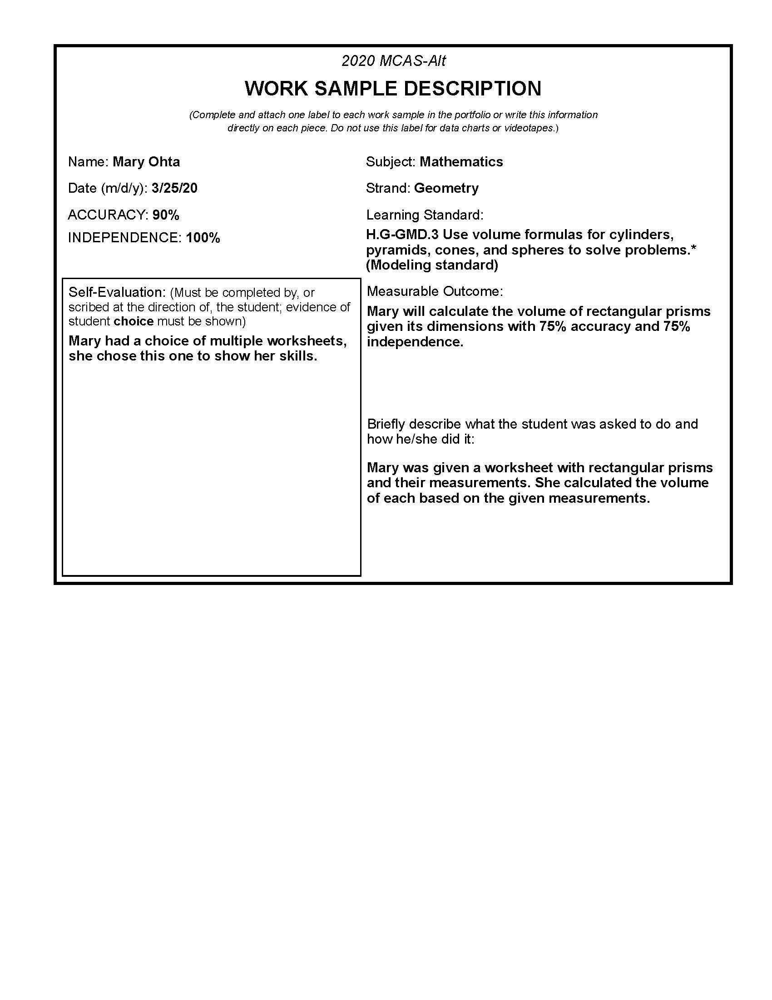 2020 MCAS-Alt
WORK SAMPLE DESCRIPTION
(Complete and attach one label to each work sample in the portfolio or write this information
directly on each piece. Do not use this label for data charts or videotapes.)
Name: Mary Ohta
Date (m/d/y): 3/25/20
ACCURACY: 90%
INDEPENDENCE: 100%
Self-Evaluation: (Must be completed by, or
scribed at the direction of, the student; evidence of
student choice must be shown)
Mary had a choice of multiple worksheets,
she chose this one to show her skills.
Subject: Mathematics
Strand: Geometry
Learning Standard:
H.G-GMD.3 Use volume formulas for cylinders,
pyramids, cones, and spheres to solve problems.*
(Modeling standard)
Measurable Outcome:
Mary will calculate the volume of rectangular prisms
given its dimensions with 75% accuracy and 75%
independence.
Briefly describe what the student was asked to do and
how he/she did it:
Mary was given a worksheet with rectangular prisms
and their measurements. She calculated the volume
of each based on the given measurements.